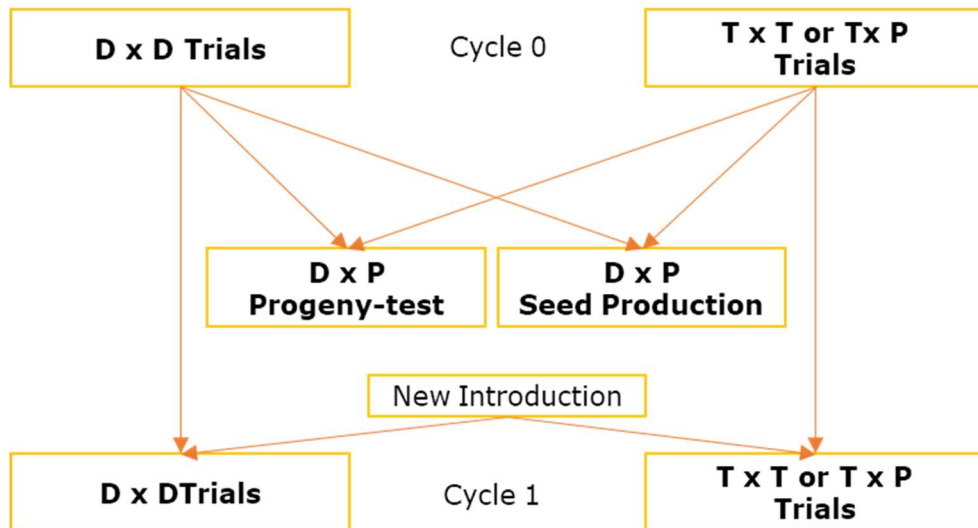 D x D Trials
Cycle 0
T x T or Tx P
Trials
D x P
Progeny-test
D x P
Seed Production
New Introduction
D x DTrials
Cycle 1
T x T or T x P
Trials